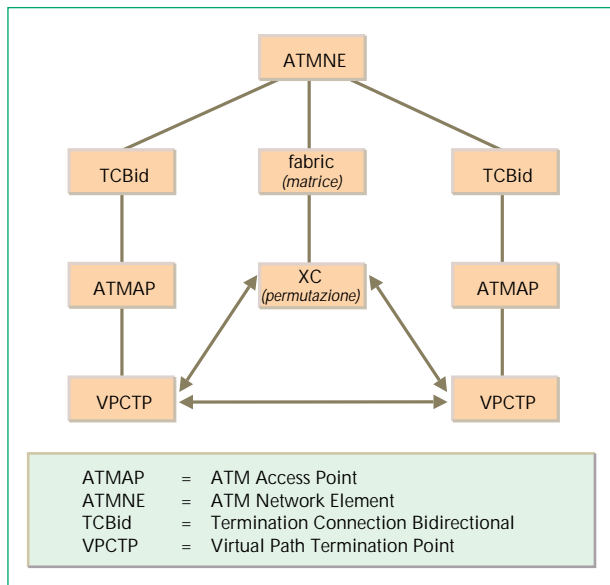 ATMNE
TCBid
fabric
(matrice)
TCBid
ATMAP
XC
(permutazione)
ATMAP
VPCTP
VPCTP
ATMAP = ATM Access Point
ATMNE = ATM Network Element
TCBid = Termination Connection Bidirectional
VPCTP = Virtual Path Termination Point